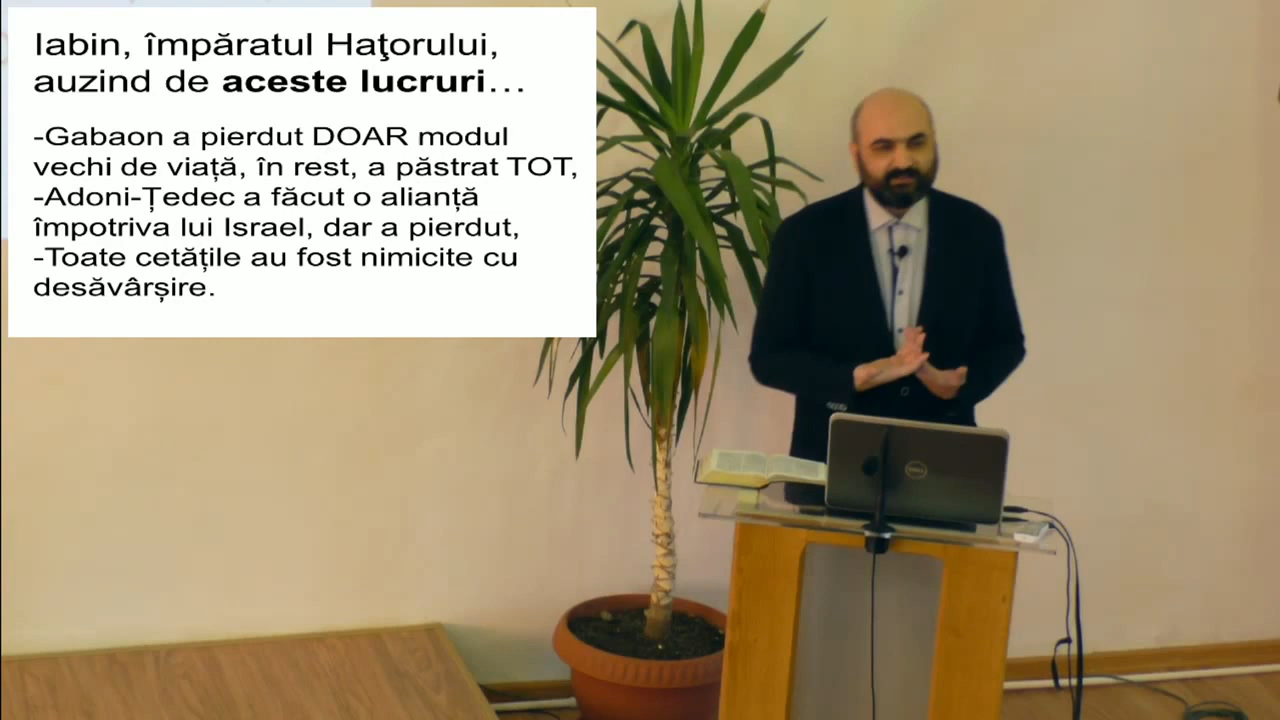 Iabin, împăratul Haţorului,
auzind de aceste lucruri…
-Gabaon a pierdut DOAR modul
vechi de viață, în rest, a păstrat TOT,
-Adoni-Țedec a făcut o alianță
împotriva lui Israel, dar a pierdut,
-Toate cetățile au fost nimicite cu
desăvârșire.
DELL